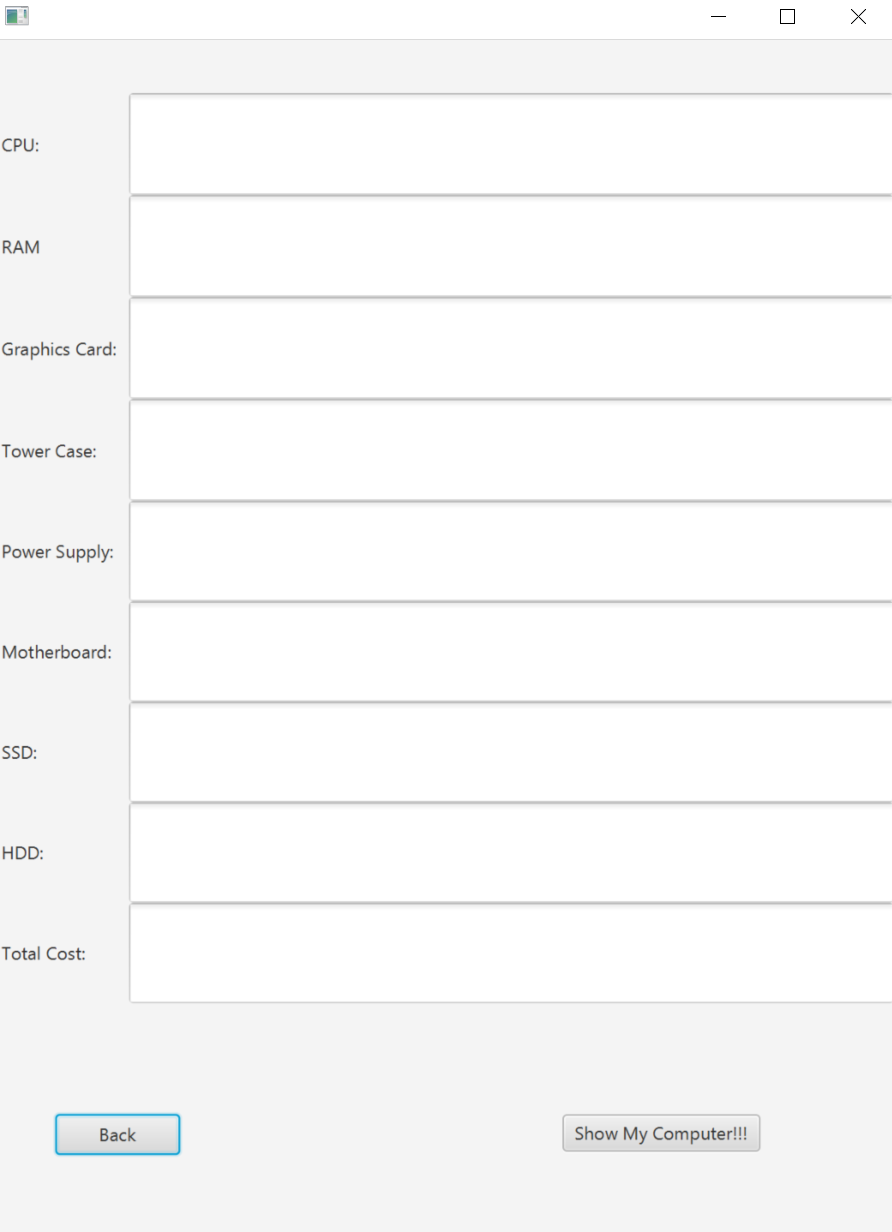 CPU:
RAM
Graphics Card:
Tower Case:
Power Supply:
Motherboard:
SSD:
HDD:
Total Cost:
Back
Show My Computer!!!